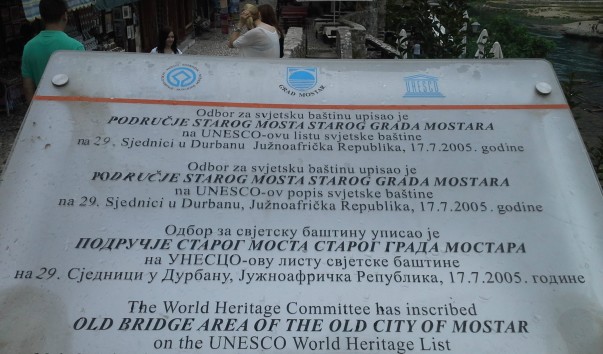 GRAD MOSTAR
UNESCO
Odbor za svjetsku baštinu upisao je
PODRUČJE STAROG MOSTA STAROG GRADA MOSTARA
na UNESCO-ovu listu svjetske baštine
na 29. Sjednici u Durbanu Južnoafrička Republika, 17.7.2005. godine
Odbor za svjetsku baštinu upisao je
PODRUČJE STAROG MOSTA STAROG GRADA MOSTARA
na UNESCO-ov popis svjetske baštine
na 29. Sjednici u Durbanu, Južnoafrička Republika, 17.7.2005. godine
Одбор за свјетску баштину уписао је
ПОДРУЧЈЕ СТАРОГ МОСТА СТАРОГ ГРАДА МОСТАРА
на УНЕСЦО-ову листу свјетске баштине
на 29. Сједници у Дурбану, Јужноафричка Република, 17.7.2005. године
The World Heritage Committee has inscribed
OLD BRIDGE AREA OF THE OLD CITY OF MOSTAR
on the UNESCO World Heritage List